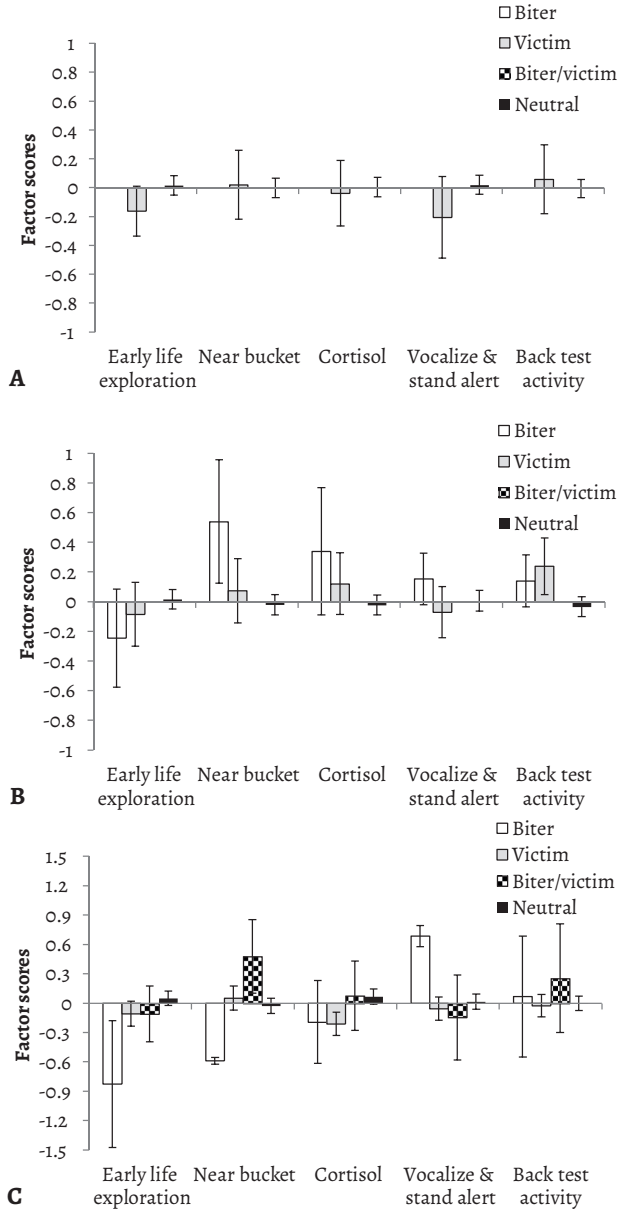 Biter
Victim
Biter/victim
Neutral
Factor scores
1
0.8
0.6
0.4
0.2
0
-0.2
-0.4
-0.6
-0.8
-1
Early life exploration
Near bucket
Cortisol
Vocalize & stand alert
Back test activity
A
Biter
Victim
Biter/victim
Neutral
Factor scores
1
0.8
0.6
0.4
0.2
0
-0.2
-0.4
-0.6
-0.8
-1
Early life exploration
Near bucket
Cortisol
Vocalize & stand alert
Back test activity
B
Biter
Victim
Biter/victim
Neutral
Factor scores
1.5
1.2
0.9
0.6
0.3
0
-0.3
-0.6
-0.9
-1.2
-1.5
Early life exploration
Near bucket
Cortisol
Vocalize & stand alert
Back test activity
C